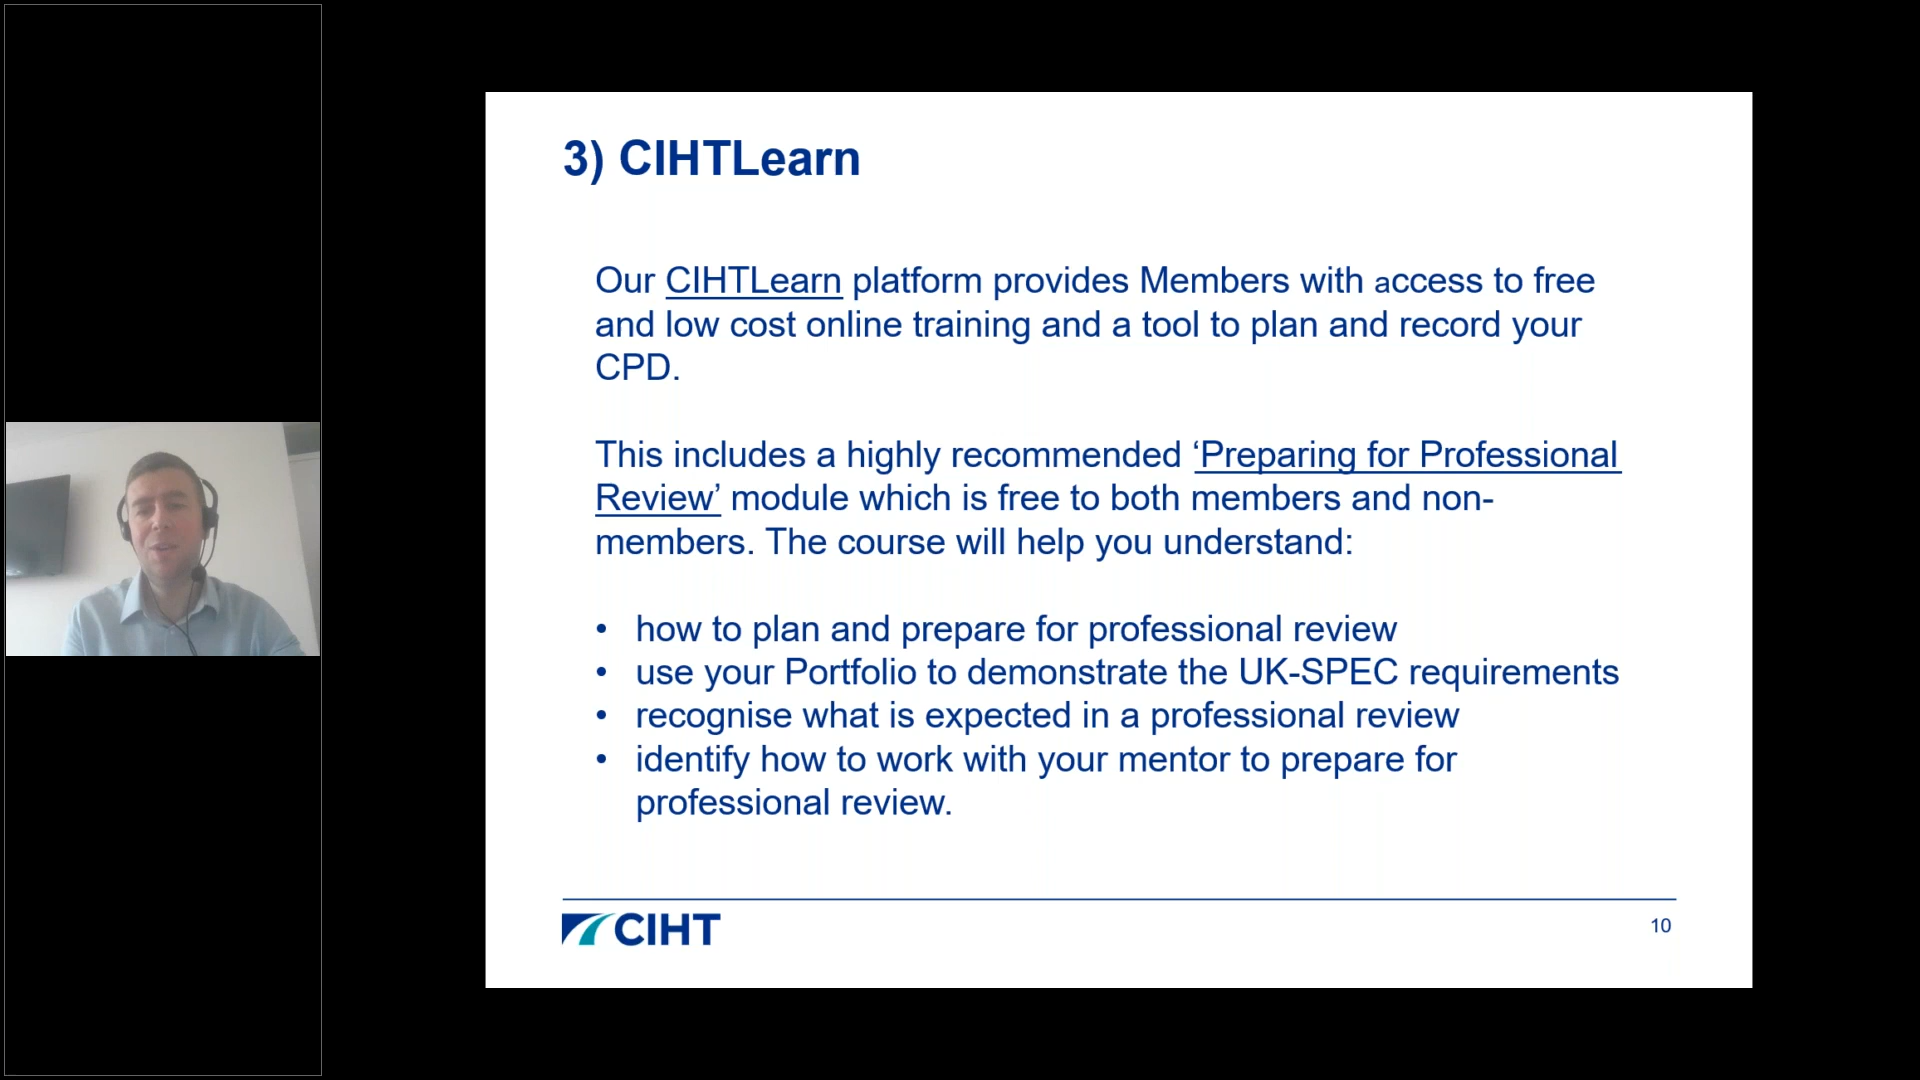 3) CIHTLearn
Our CIHTLearn platform provides Members with access to free
and low cost online training and a tool to plan and record your
CPD.
This includes a highly recommended ‘Preparing for Professional
Review’ module which is free to both members and non-
members. The course will help you understand:
• how to plan and prepare for professional review
• use your Portfolio to demonstrate the UK-SPEC requirements
• recognise what is expected in a professional review
• identify how to work with your mentor to prepare for
professional review.
CIHT
10